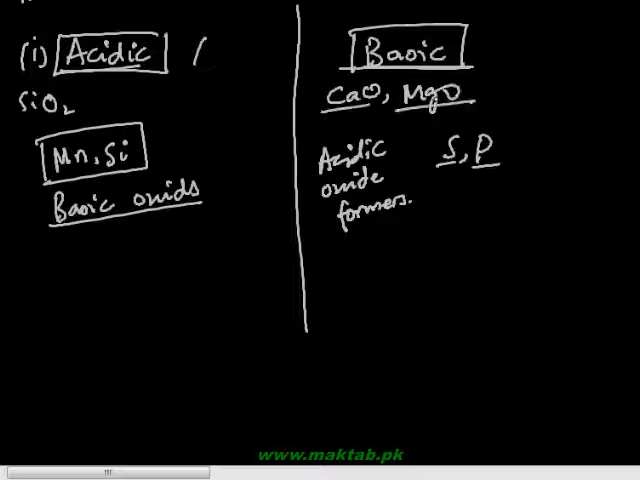 (i) Acidic (
SiO2
Mn, Si
Basic oxids
Basic
CaO, MgO
Acidic S, P
oxide
formers.
www.maktab.pk